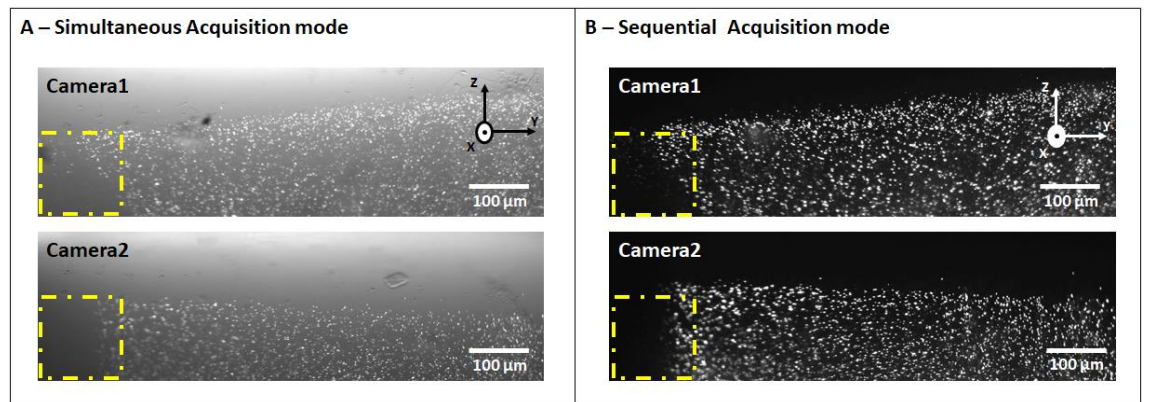 A – Simultaneous Acquisition mode
Camera1
Z
Y
X
100 µm
Camera2
100 µm
B – Sequential Acquisition mode
Camera1
Z
Y
X
100 µm
Camera2
100 µm